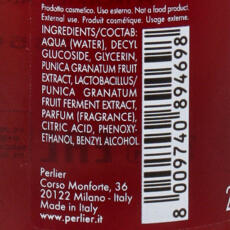 Prodotto cosmetico. Uso esterno. Not a food product.
External use. Produit cosmétique. Usage externe.
INGREDIENTS/COCTAB:
AQUA (WATER), DECYL
GLUCOSIDE, GLYCERIN,
PUNICA GRANATUM FRUIT
EXTRACT, LACTOBACILLUS/
PUNICA GRANATUM
FRUIT FERMENT EXTRACT,
PARFUM (FRAGRANCE),
CITRIC ACID, PHENOXY-
ETHANOL, BENZYL ALCOHOL.
Perlier
Corso Monforte, 36
20122 Milano - Italy
Made in Italy
www.perlier.it
8 009740 894698